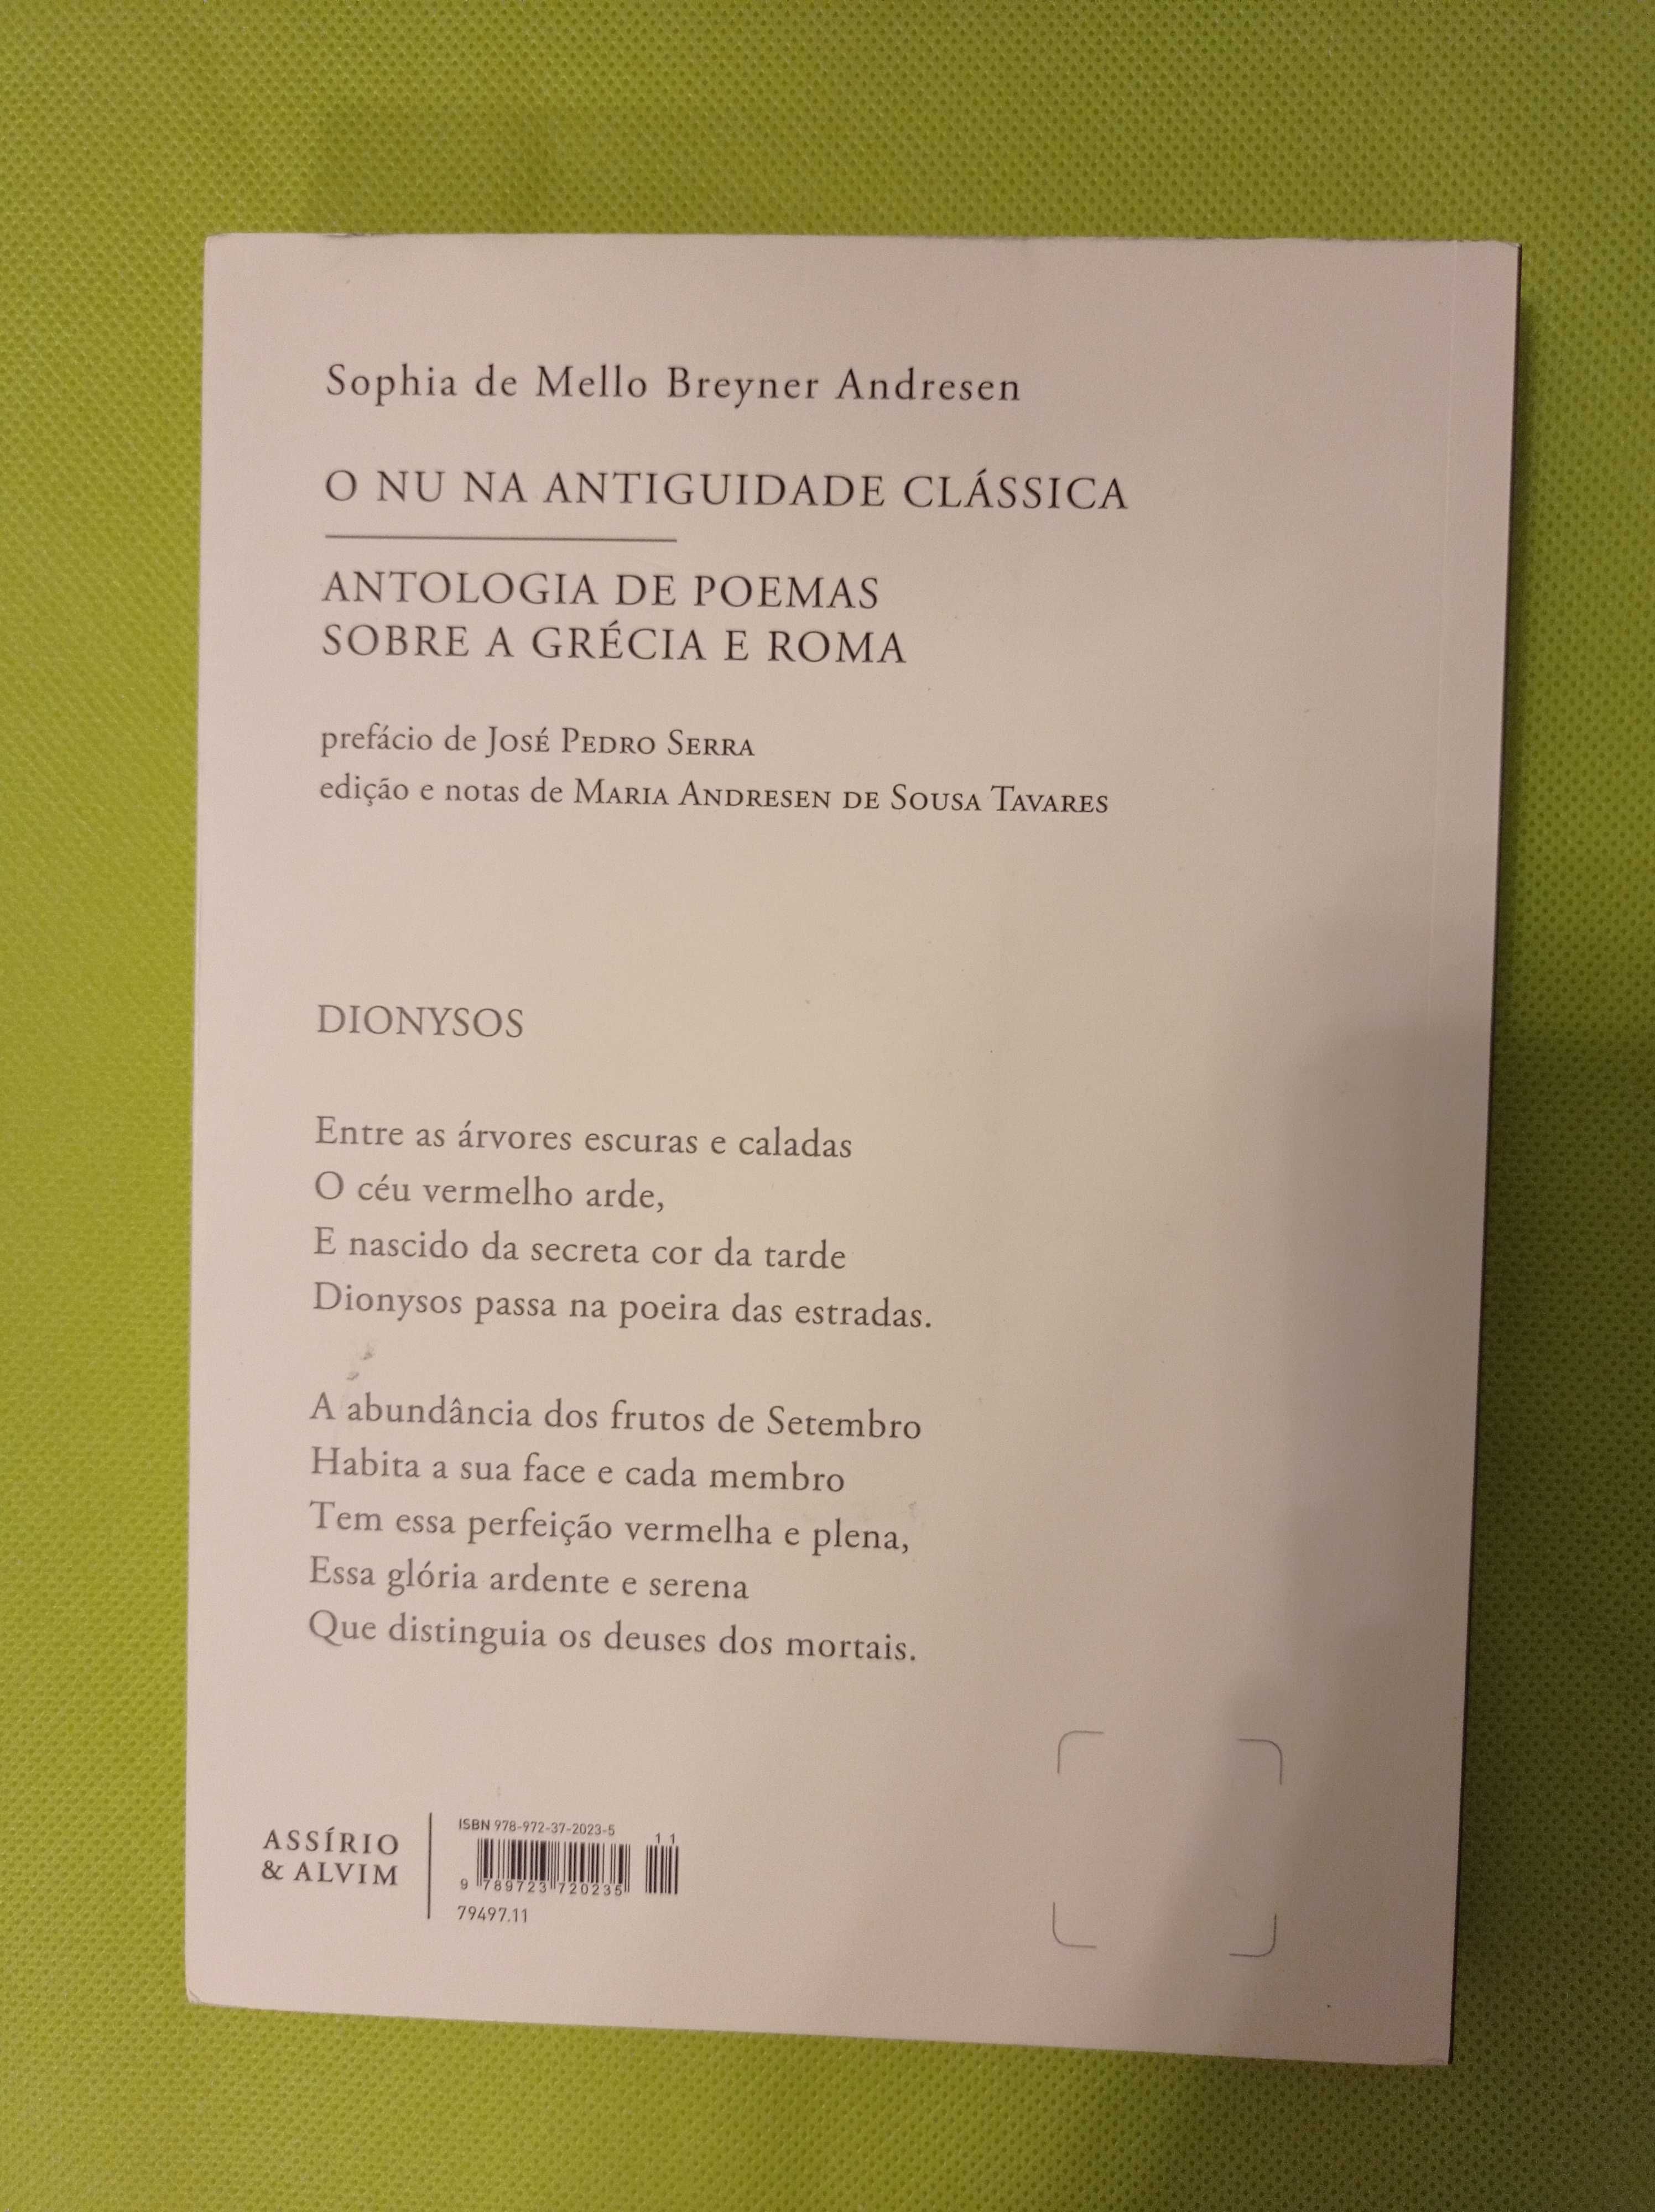 Sophia de Mello Breyner Andresen
O NU NA ANTIGUIDADE CLÁSSICA
ANTOLOGIA DE POEMAS
SOBRE A GRÉCIA E ROMA
prefácio de JOSÉ PEDRO SERRA
edição e notas de MARIA ANDRESEN DE SOUSA TAVARES
DIONYSOS
Entre as árvores escuras e caladas
O céu vermelho arde,
E nascido da secreta cor da tarde
Dionysos passa na poeira das estradas.
A abundância dos frutos de Setembro
Habita a sua face e cada membro
Tem essa perfeição vermelha e plena,
Essa glória ardente e serena
Que distinguia os deuses dos mortais.
ASSÍRIO
& ALVIM
ISBN 978-972-37-2023-5
11
9 789723 720235
79497.11